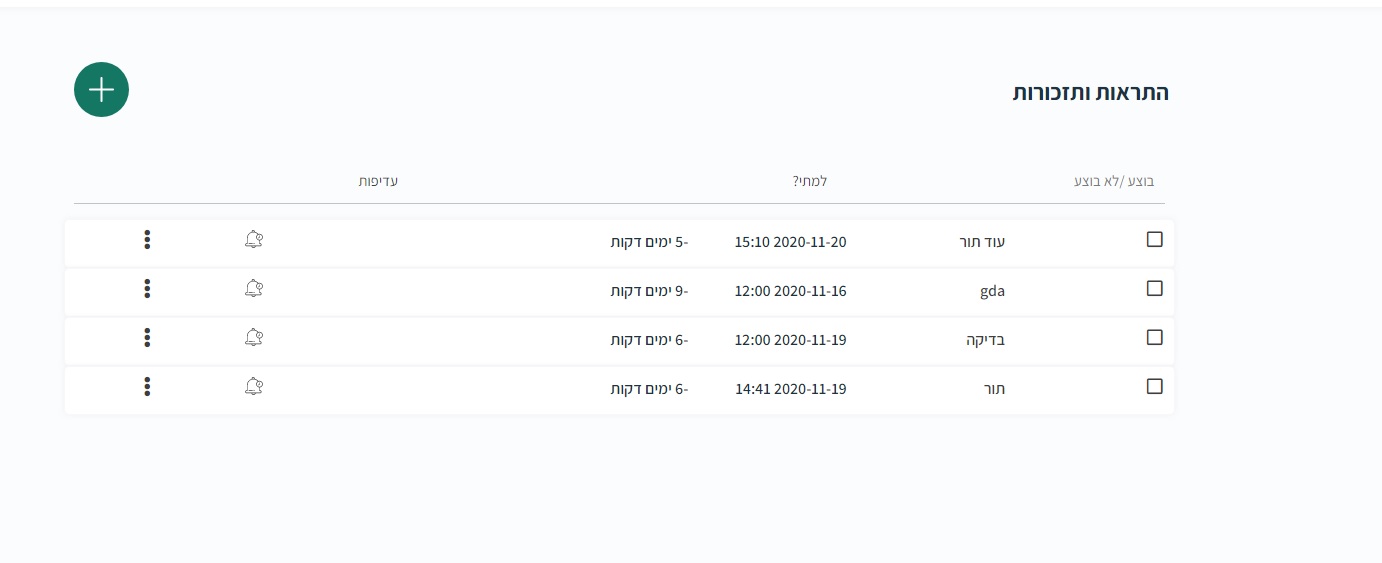 התראות ותזכורות
בוצע /לא בוצע למתי? עדיפות
עוד תור 15:10 2020-11-20 -5 ימים דקות
gda 12:00 2020-11-16 -9 ימים דקות
בדיקה 12:00 2020-11-19 -6 ימים דקות
תור 14:41 2020-11-19 -6 ימים דקות